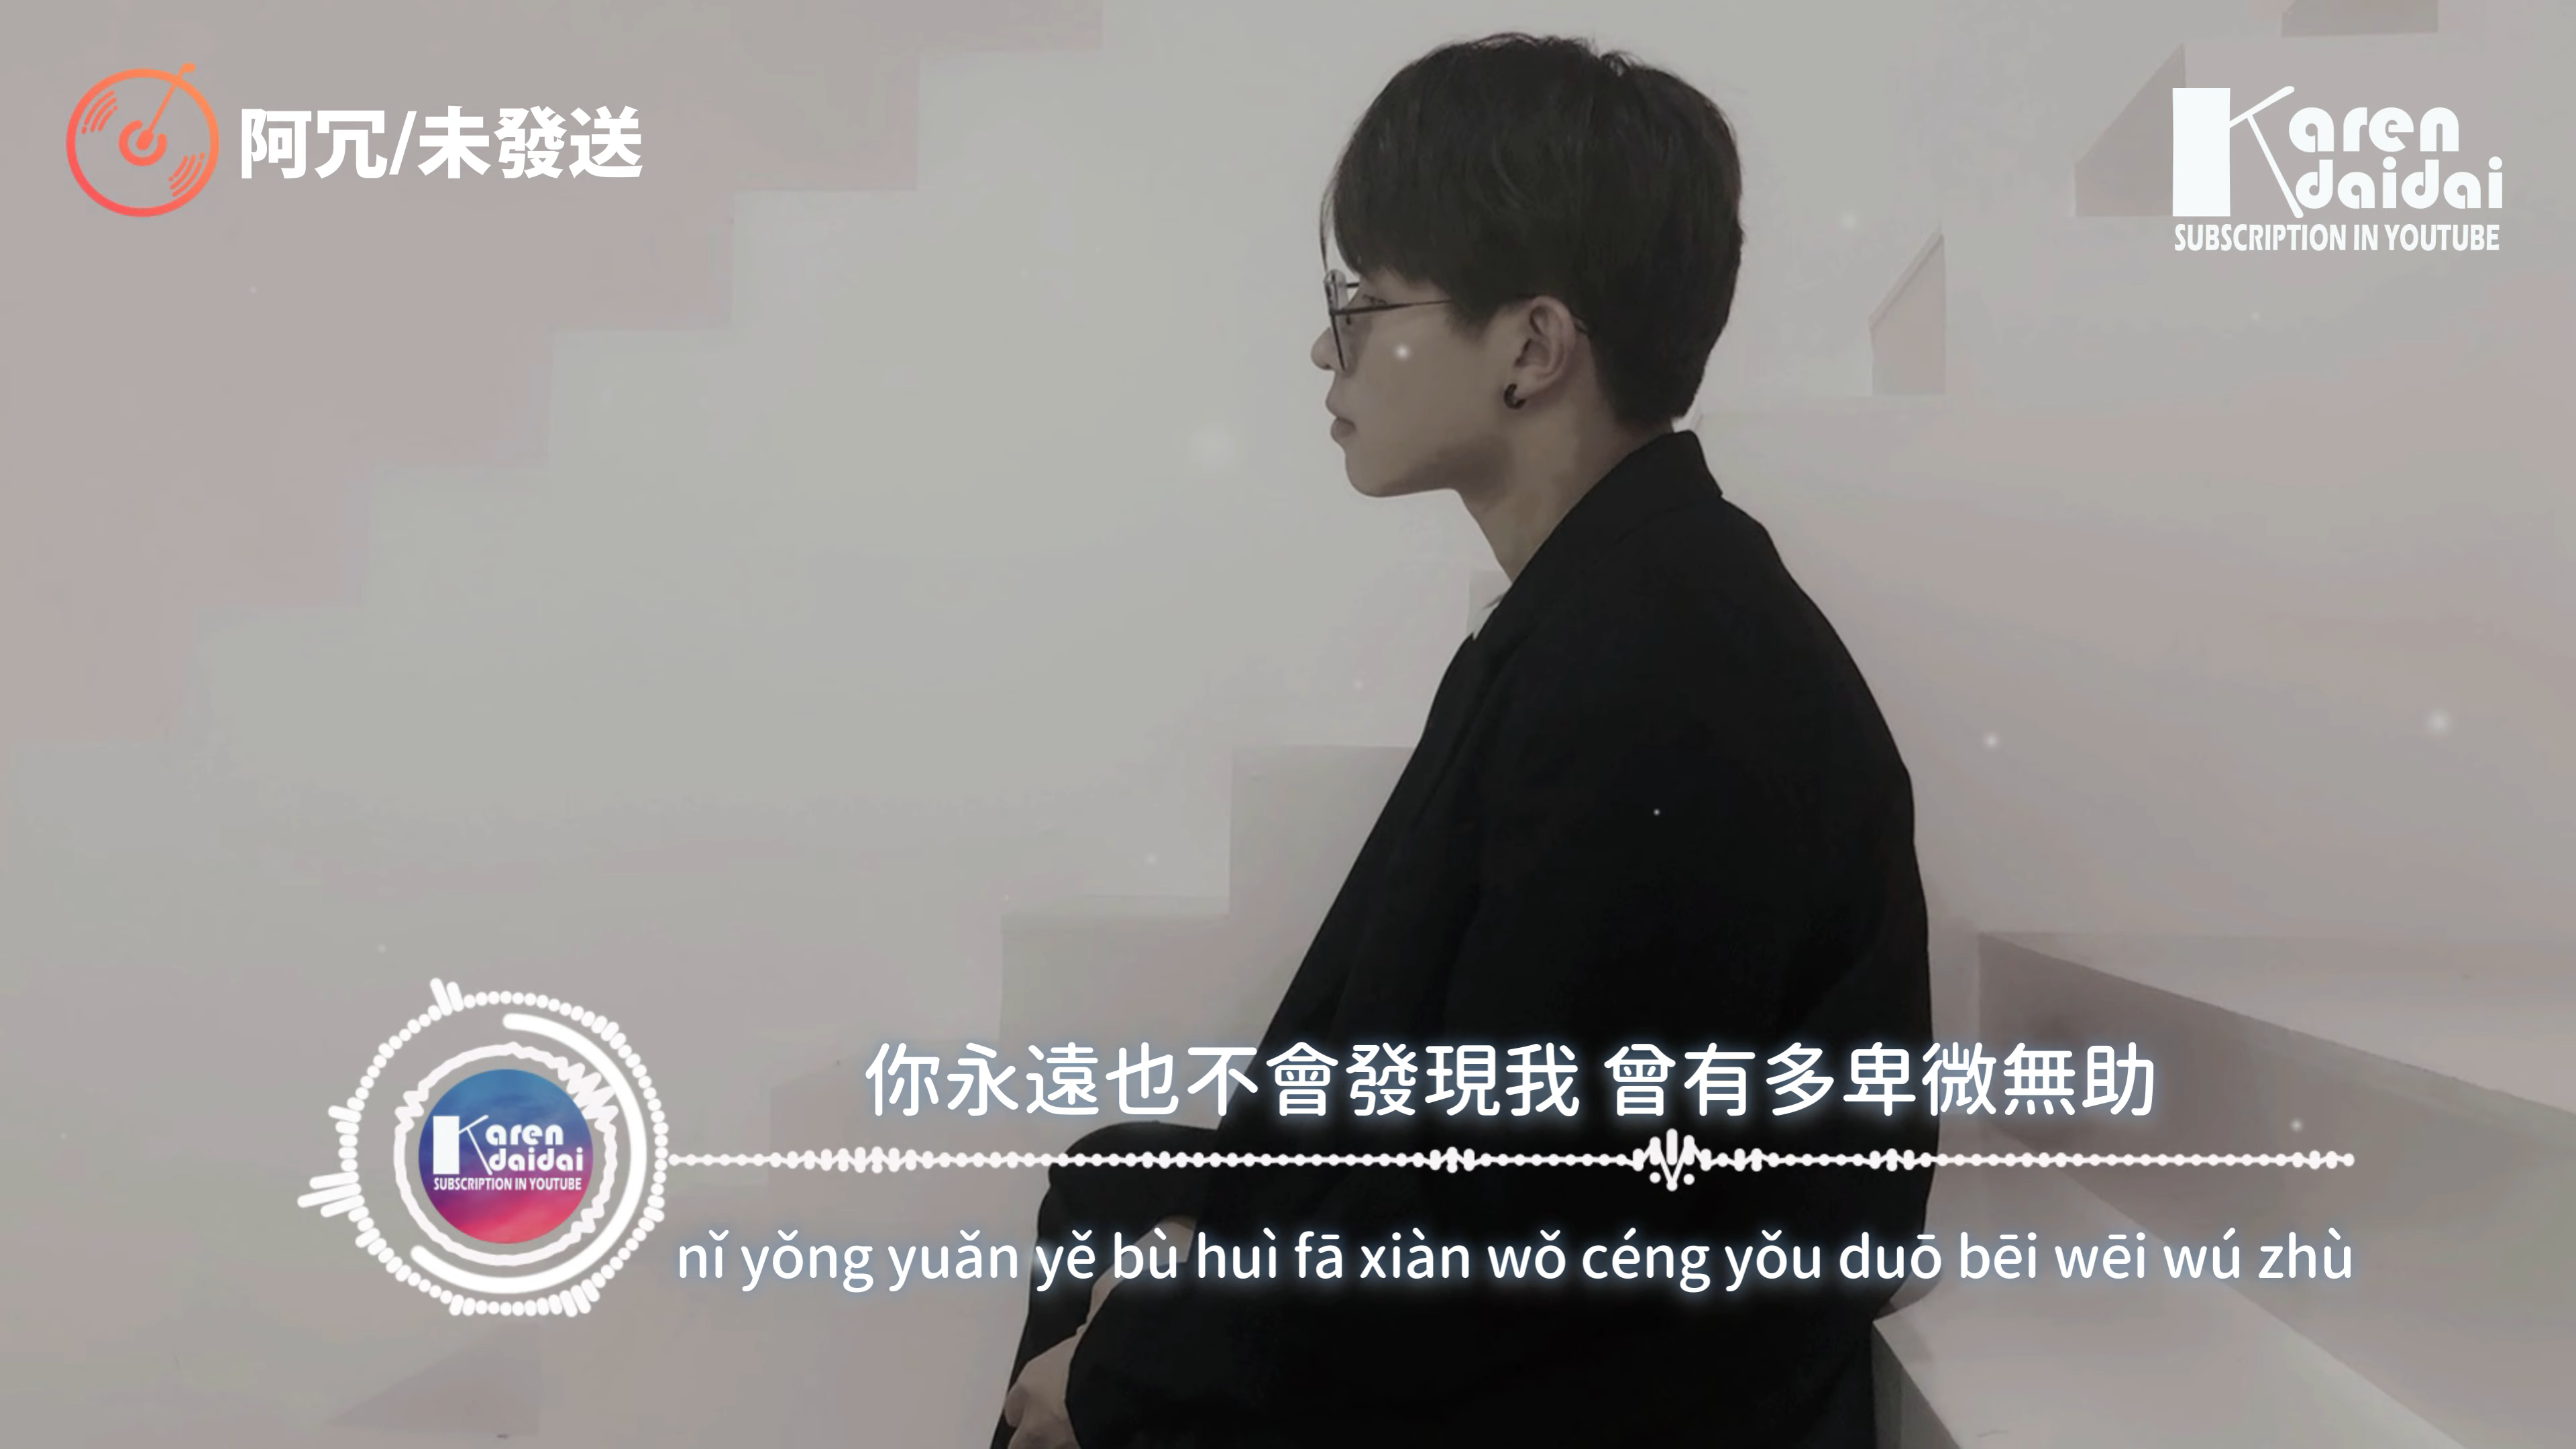 阿冗/未發送
Karen
daidai
SUBSCRIPTION IN YOUTUBE
你永遠也不會發現我 曾有多卑微無助
Karen
daidai
SUBSCRIPTION IN YOUTUBE
nǐ yǒng yuǎn yě bù huì fā xiàn wǒ céng yǒu duō bēi wēi wú zhù